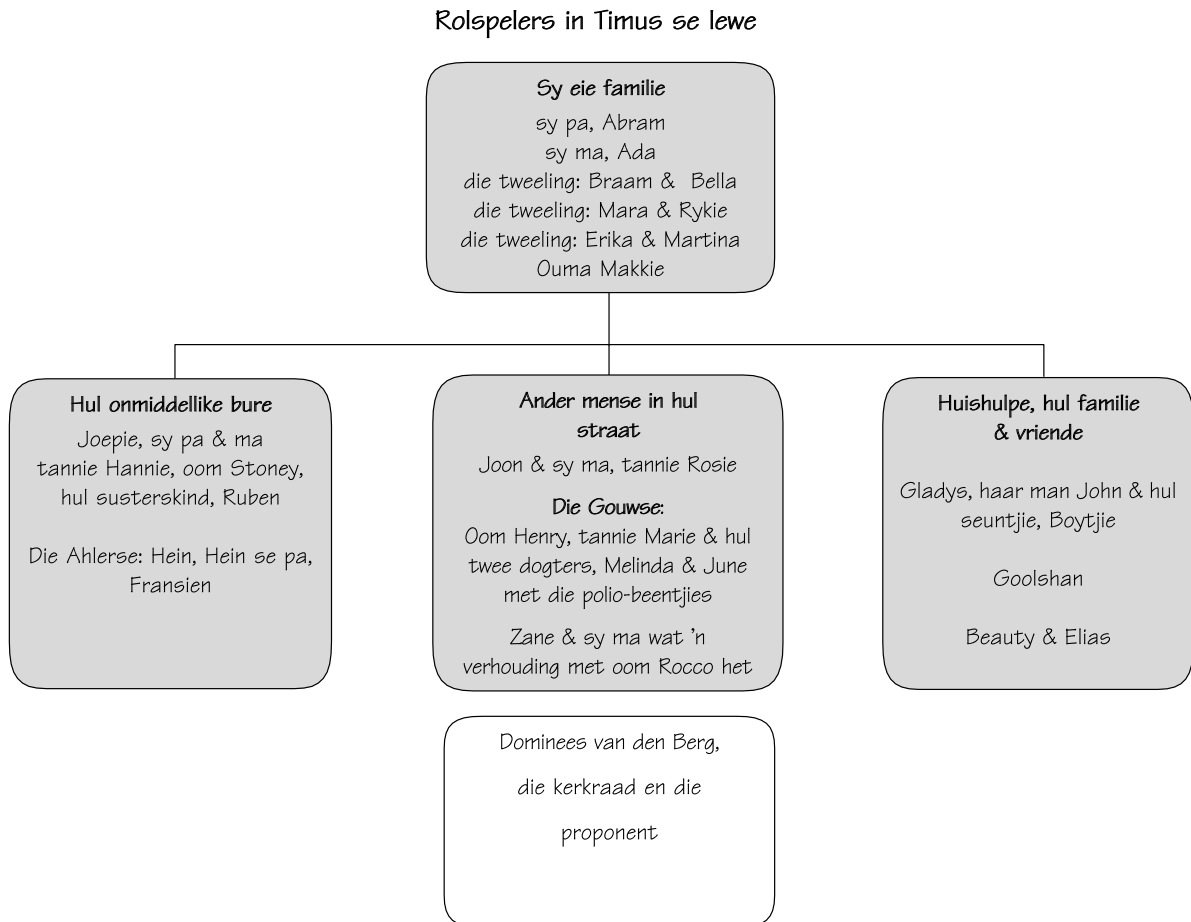 Rolspelers in Timus se lewe
Sy eie familie
sy pa, Abram
sy ma, Ada
die tweeling: Braam & Bella
die tweeling: Mara & Rykie
die tweeling: Erika & Martina
Ouma Makkie
Hul onmiddellike bure
Joepie, sy pa & ma
tannie Hannie, oom Stoney,
hul susterskind, Ruben
Die Ahlerse: Hein, Hein se pa,
Fransien
Ander mense in hul
straat
Joon & sy ma, tannie Rosie
Die Gouwse:
Oom Henry, tannie Marie & hul
twee dogters, Melinda & June
met die polio-beentjies
Zane & sy ma wat 'n
verhouding met oom Rocco het
Huishulpe, hul familie
& vriende
Gladys, haar man John & hul
seuntjie, Boytjie
Goolshan
Beauty & Elias
Dominees van den Berg,
die kerkraad en die
proponent